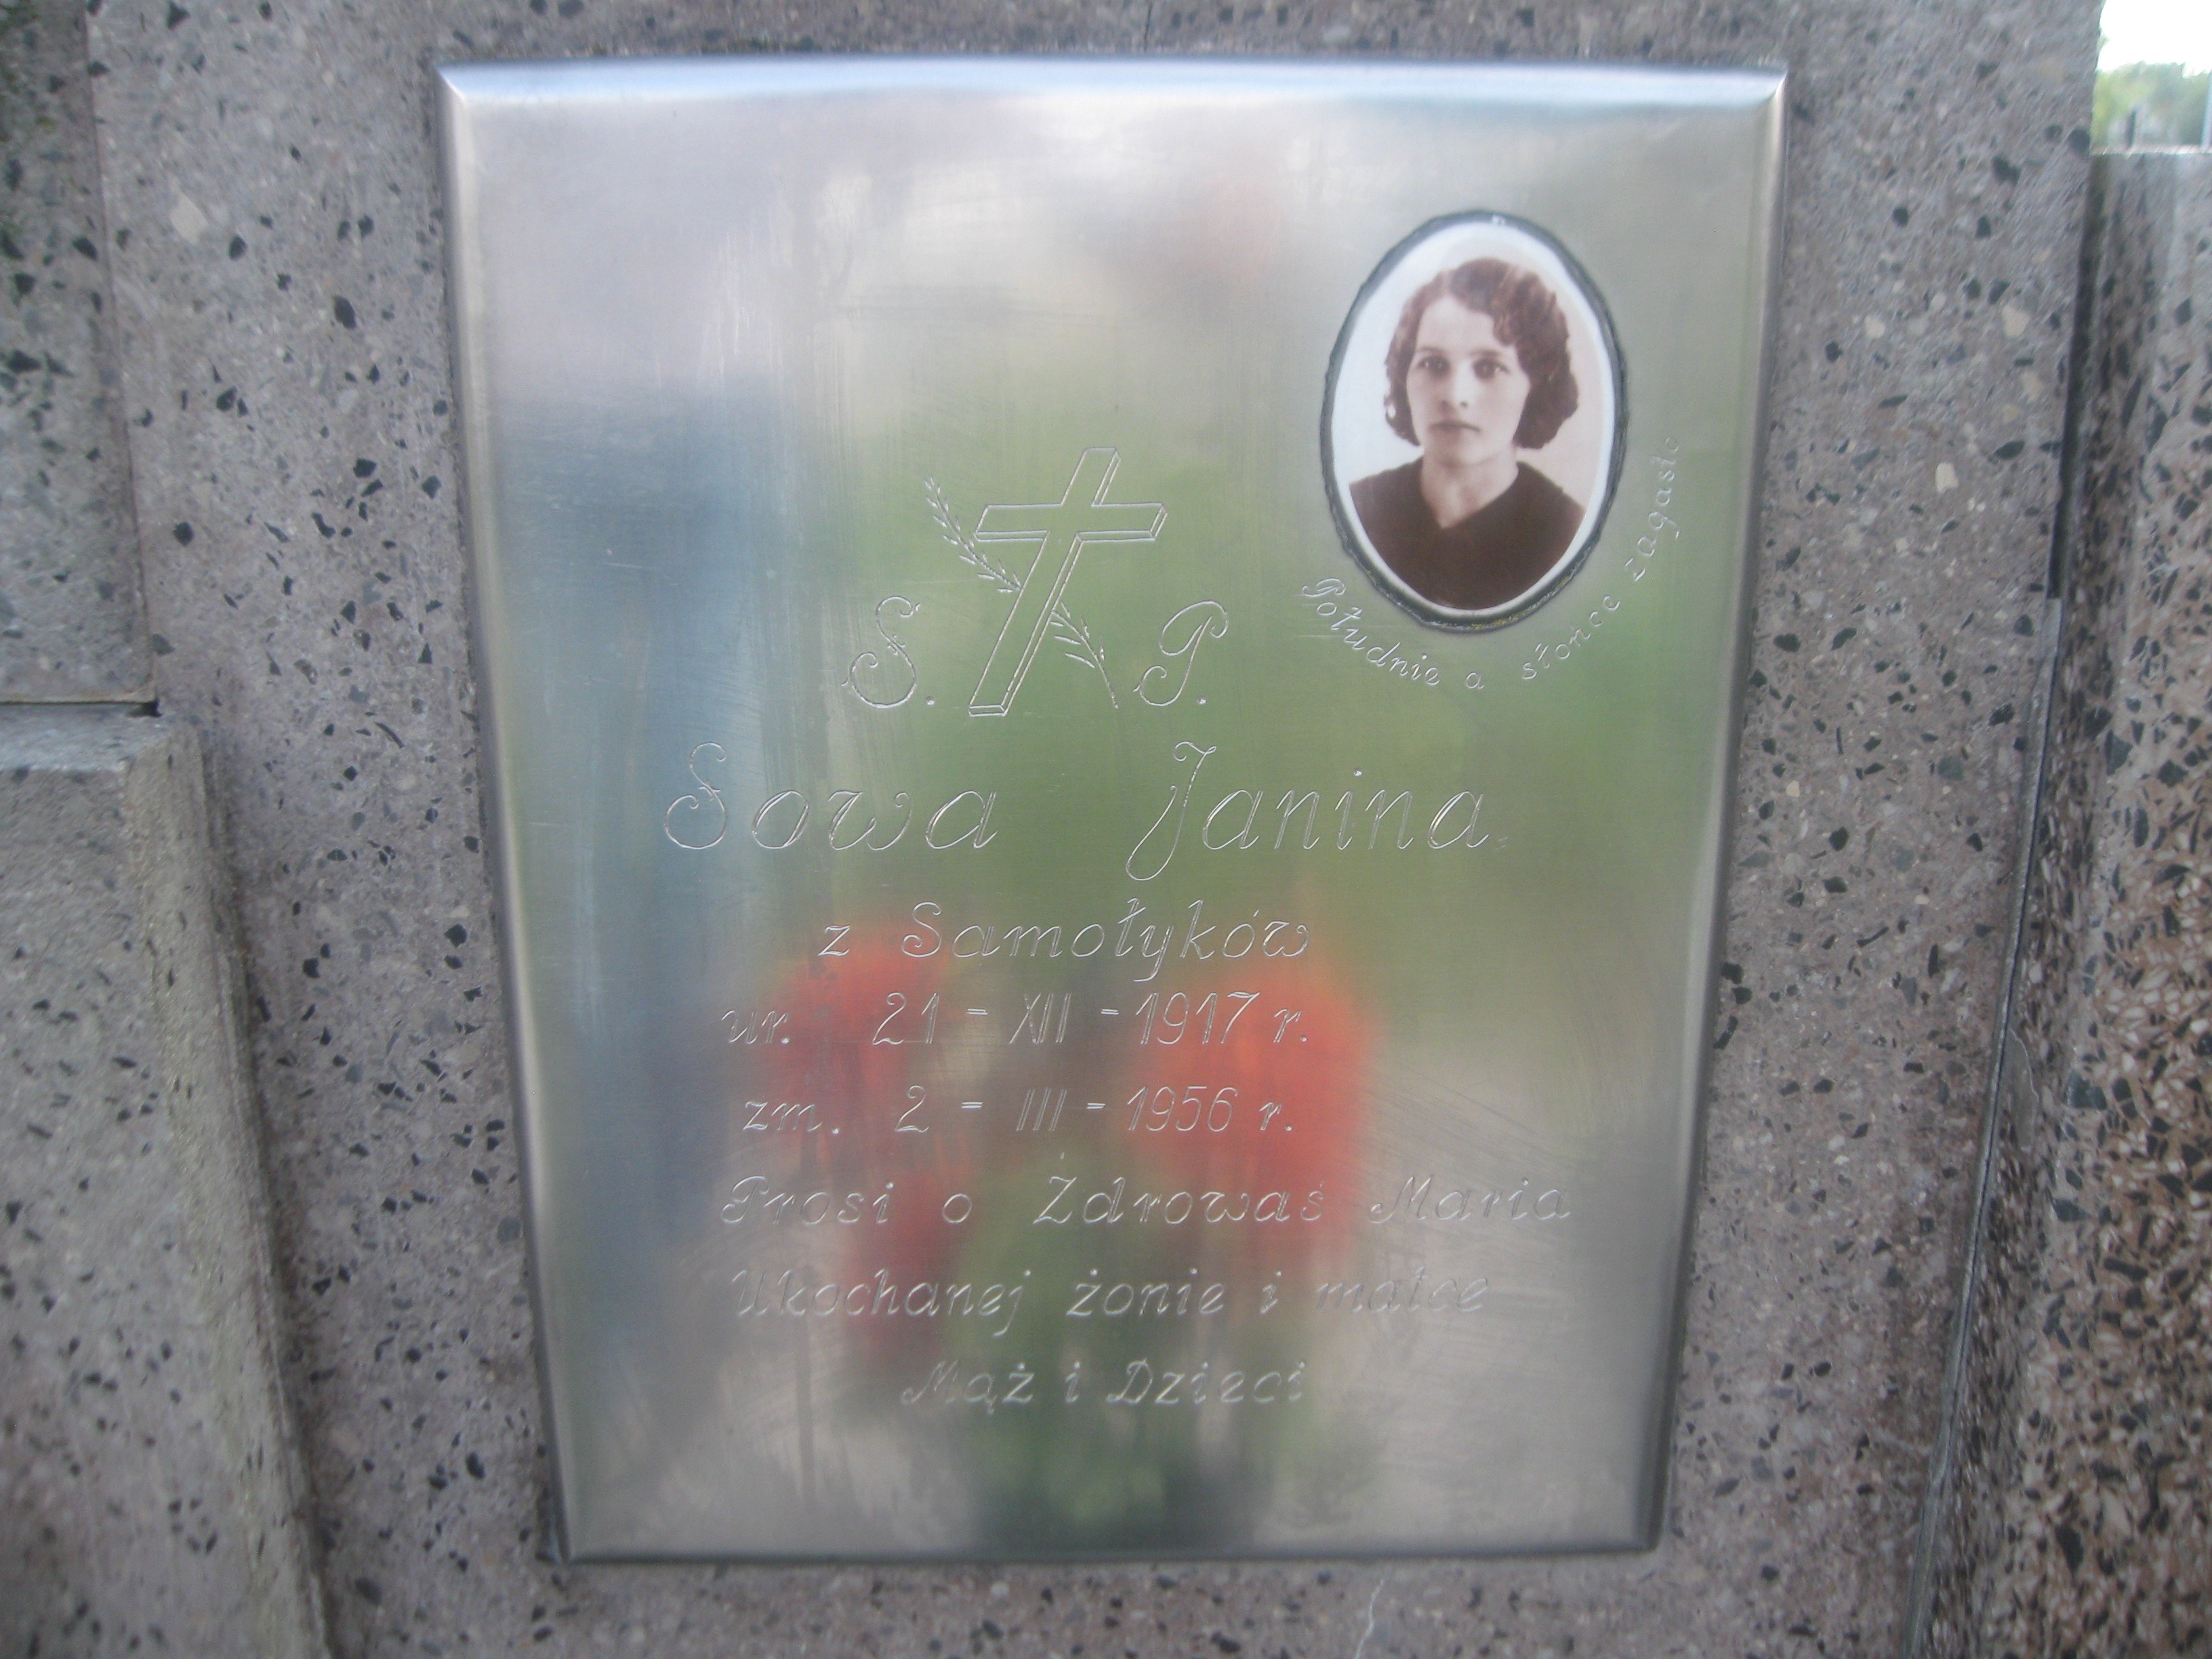 Południe a słońce zagasło
S. P.
Sowa Janina
z Samołyków
ur. 21 - XII - 1917 r.
zm. 2 - III - 1956 r.
Prosi o Zdrowaś Maria
Ukochanej żonie i matce
Mąż i Dzieci